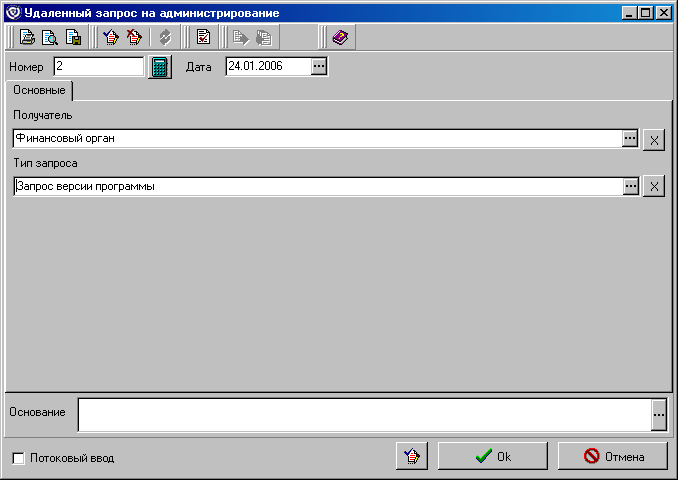 Удаленный запрос на администрирование
Номер 2 Дата 24.01.2006 ...
Основные
Получатель
Финансовый орган ... X
Тип запроса
Запрос версии программы ... X
Основание ...
Потоковый ввод Ok Отмена